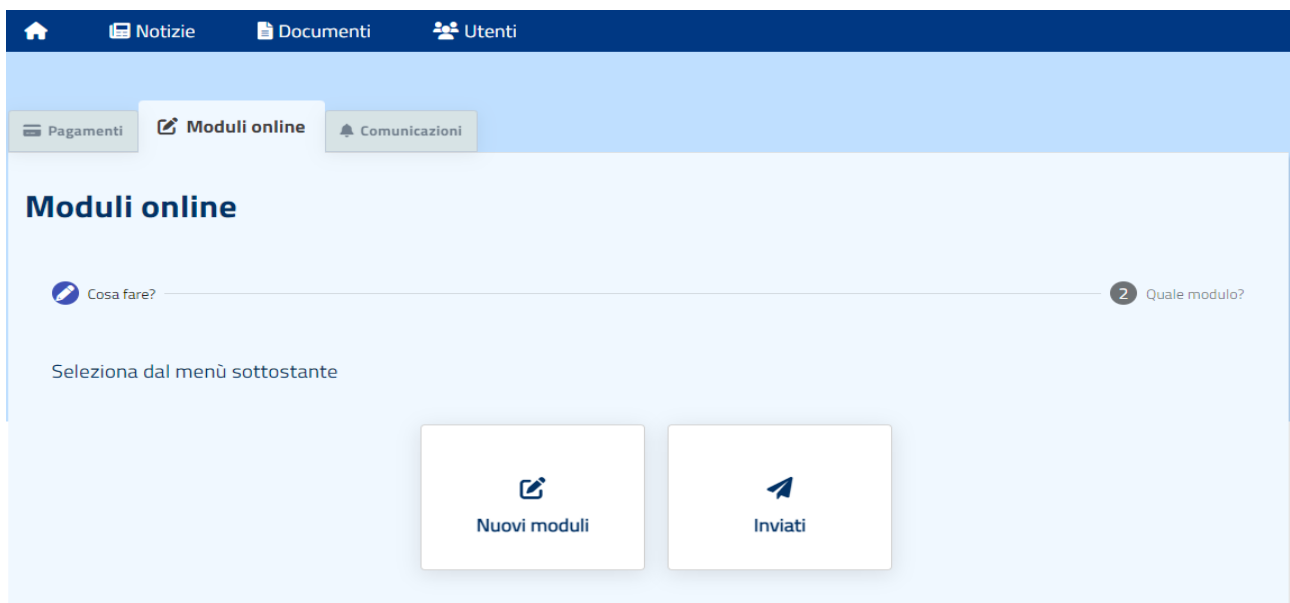 Notizie Documenti Utenti
Pagamenti Moduli online Comunicazioni
Moduli online
Cosa fare? 2 Quale modulo?
Seleziona dal menù sottostante
Nuovi moduli Inviati